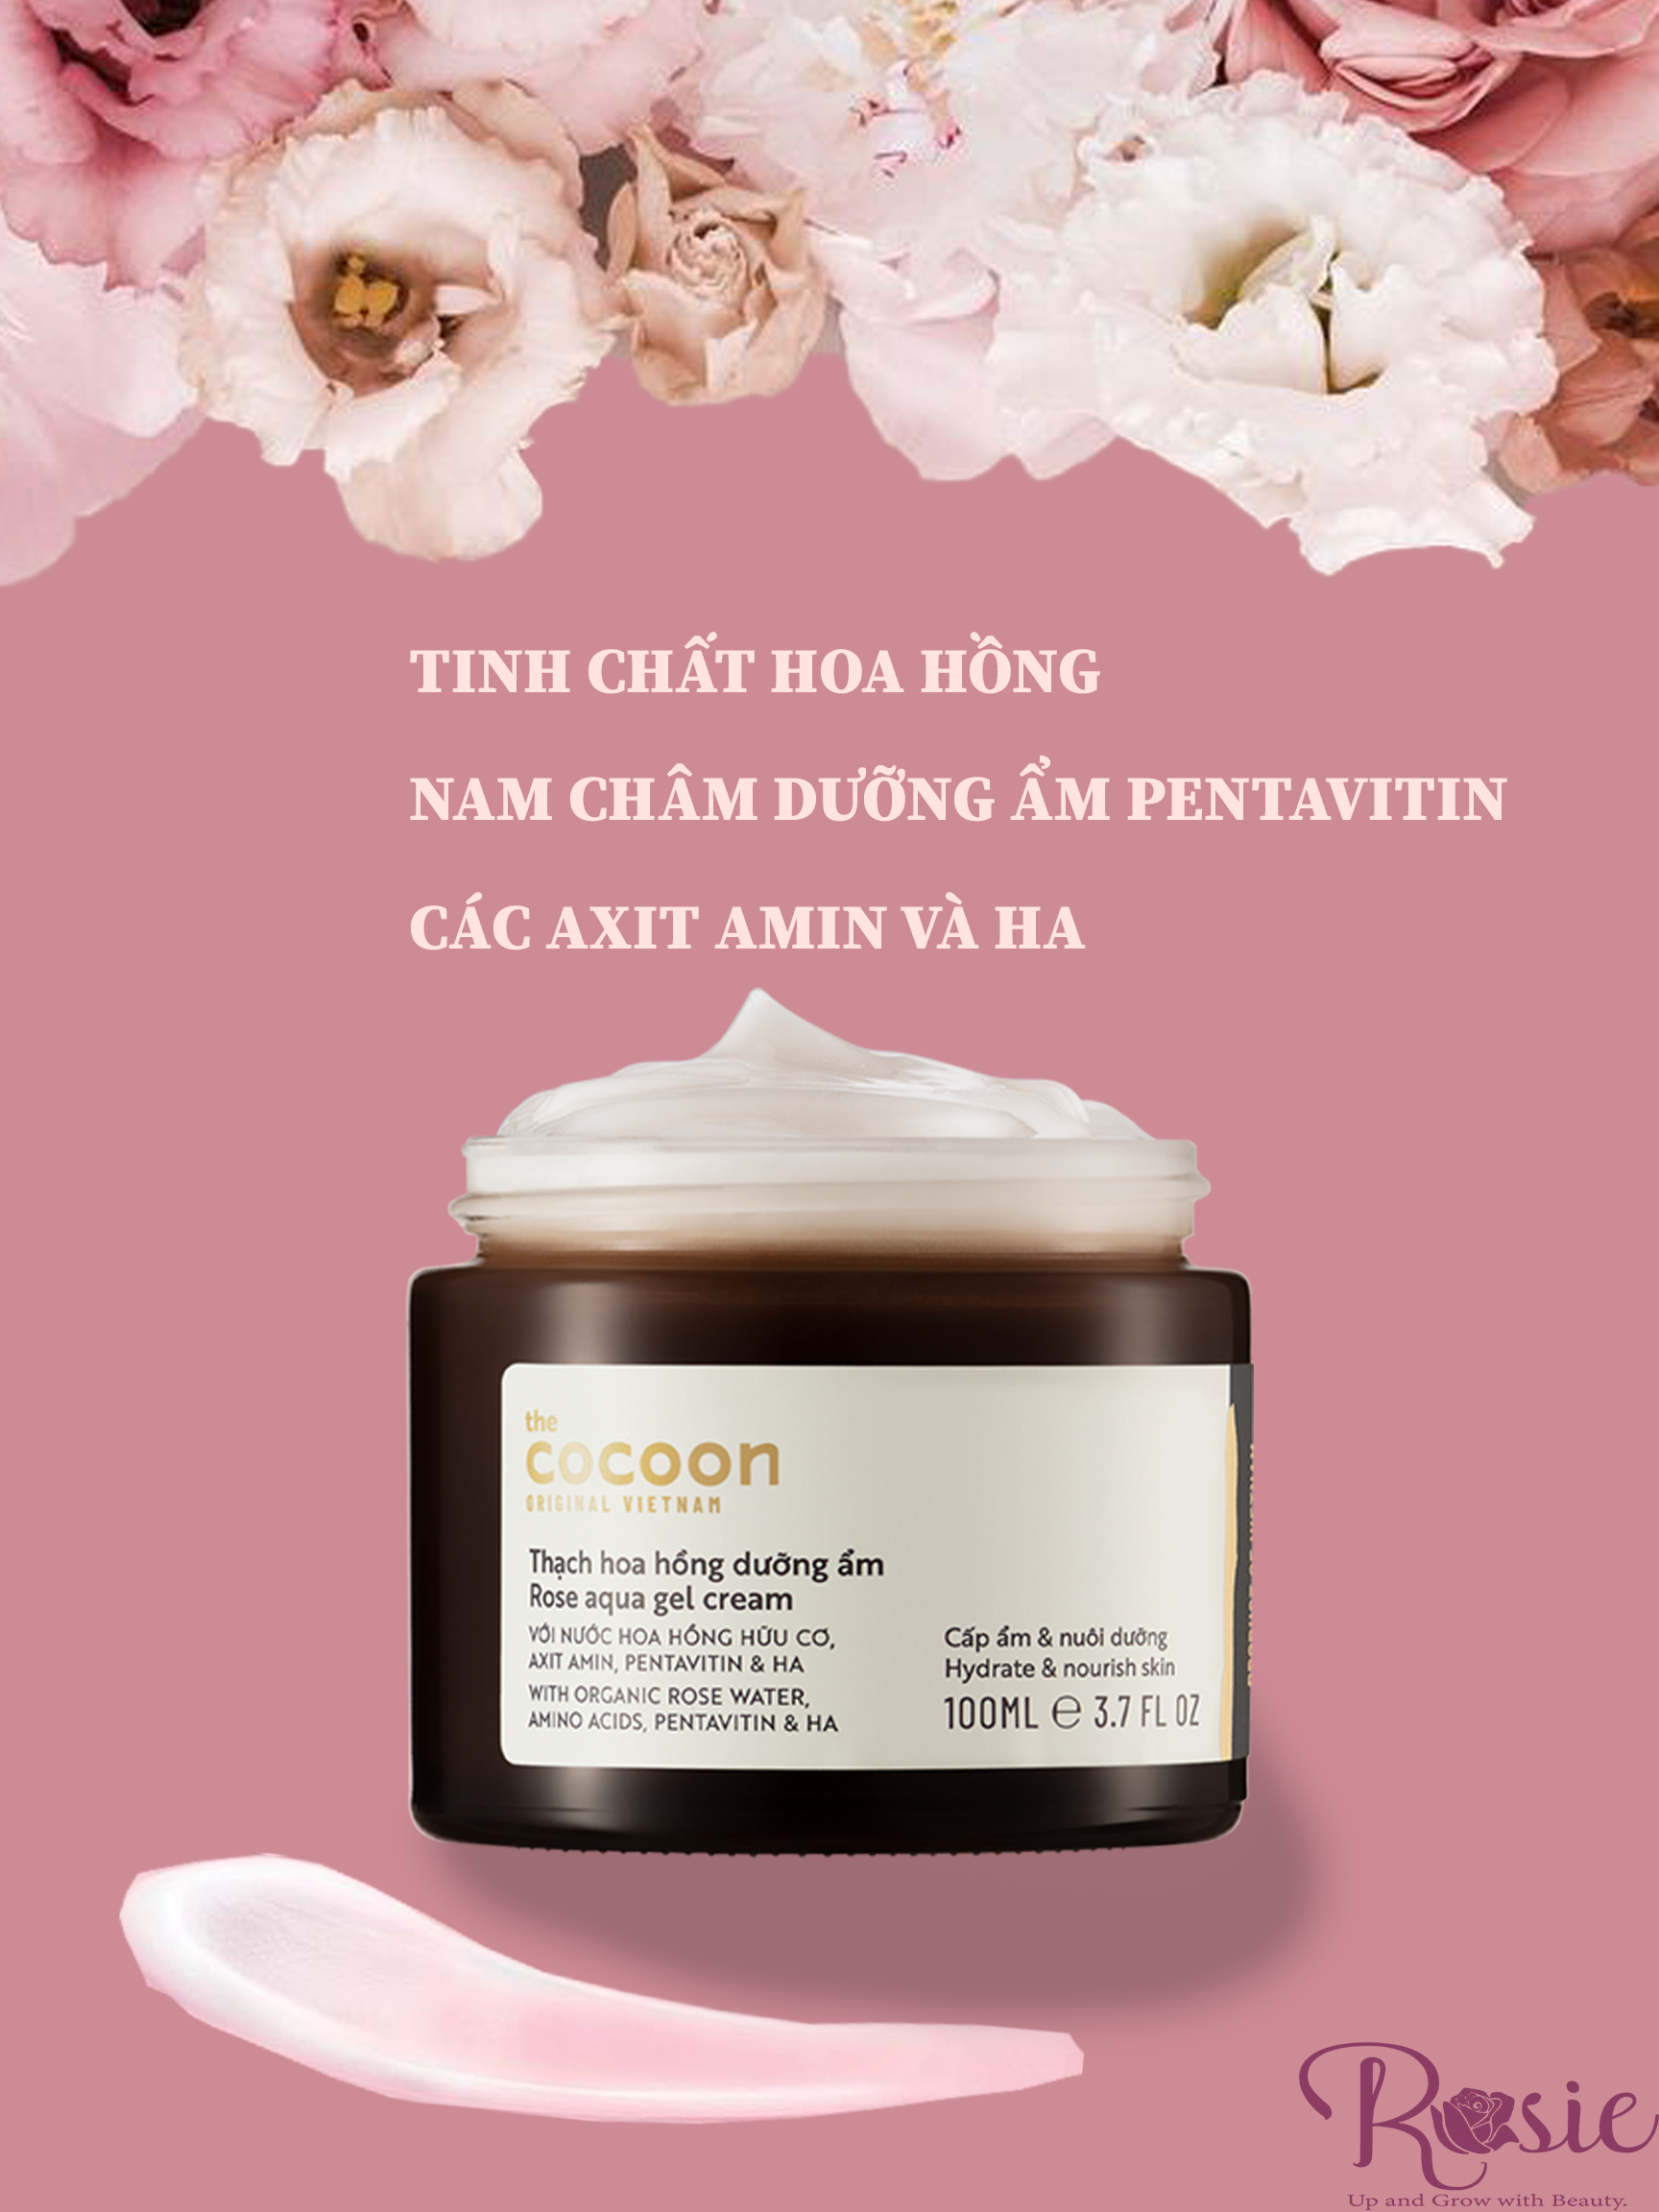 TINH CHẤT HOA HỒNG
NAM CHÂM DƯỠNG ẨM PENTAVITIN
CÁC AXIT AMIN VÀ HA
the
cocoon
ORIGINAL VIETNAM
Thạch hoa hồng dưỡng ẩm
Rose aqua gel cream
VỚI NƯỚC HOA HỒNG HỮU CƠ,
AXIT AMIN, PENTAVITIN & HA
WITH ORGANIC ROSE WATER,
AMINO ACIDS, PENTAVITIN & HA
Cấp ẩm & nuôi dưỡng
Hydrate & nourish skin
100ML ℮ 3.7 FL OZ
Rosie
Up and Grow with Beauty.